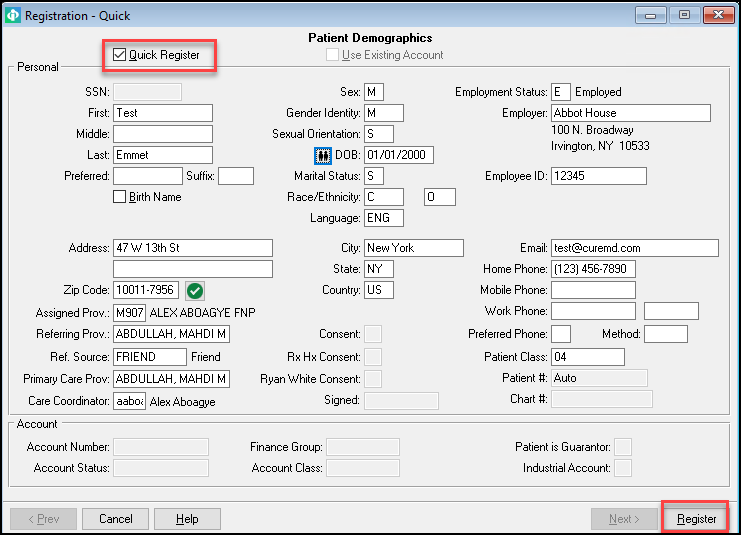 Registration - Quick
Patient Demographics
Quick Register Use Existing Account
Personal
SSN: Sex: M Employment Status: E Employed
First: Test Gender Identity: M Employer: Abbot House
Middle: Sexual Orientation: S 100 N. Broadway
Last: Emmet DOB: 01/01/2000 Irvington, NY 10533
Preferred: Suffix: Marital Status: S Employee ID: 12345
Birth Name Race/Ethnicity: C O
Language: ENG
Address: 47 W 13th St City: New York Email: test@curemd.com
State: NY Home Phone: (123) 456-7890
Zip Code: 10011-7956 Country: US Mobile Phone:
Assigned Prov.: M907 ALEX ABOAGYE FNP Work Phone:
Referring Prov.: ABDULLAH, MAHDI M Consent: Preferred Phone: Method:
Ref. Source: FRIEND Friend Rx Hx Consent: Patient Class: 04
Primary Care Prov: ABDULLAH, MAHDI M Ryan White Consent: Patient #: Auto
Care Coordinator: aaboa Alex Aboagye Signed: Chart #:
Account
Account Number: Finance Group: Patient is Guarantor:
Account Status: Account Class: Industrial Account:
< Prev Cancel Help Next > Register